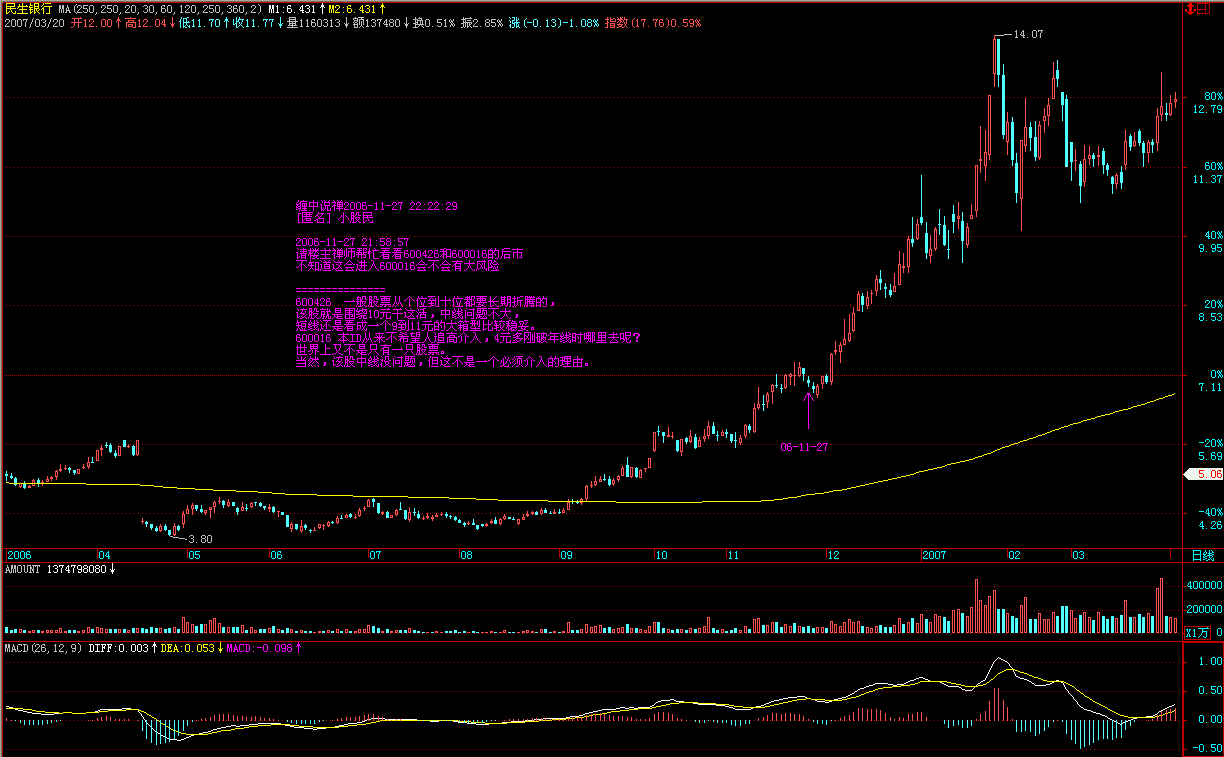 民生银行 MA(250,250,20,30,60,120,250,360,2) M1:6.431↑M2:6.431↑
2007/03/20 开12.00↑高12.04↓低11.70↑收11.77↓量1160313↓额137480↓换0.51% 振2.85% 涨(-0.13)-1.08% 指数(17.76)0.59%
14.07
80%
12.79
60%
11.37
缠中说禅2006-11-27 22:22:29
[匿名] 小股民
2006-11-27 21:58:57
请楼主禅师帮忙看看600426和600016的后市
不知道这会进入600016会不会有大风险
===============
600426 一般股票从个位到十位都要长期折腾的，
该股就是围绕10元干这活，中线问题不大，
短线还是看成一个9到11元的大箱型比较稳妥。
600016 本ID从来不希望人追高介入，4元多刚破年线时哪里去呢？
世界上又不是只有一只股票。
当然，该股中线没问题，但这不是一个必须介入的理由。
40%
9.95
20%
8.53
0%
7.11
06-11-27
-20%
5.69
5.06
-40%
4.26
3.80
2006 04 05 06 07 08 09 10 11 12 2007 02 03 日线
AMOUNT 1374798080↓
400000
200000
X1万 0
MACD(26,12,9) DIFF:0.003↑DEA:0.053↓MACD:-0.098↑
1.00
0.50
0.00
-0.50